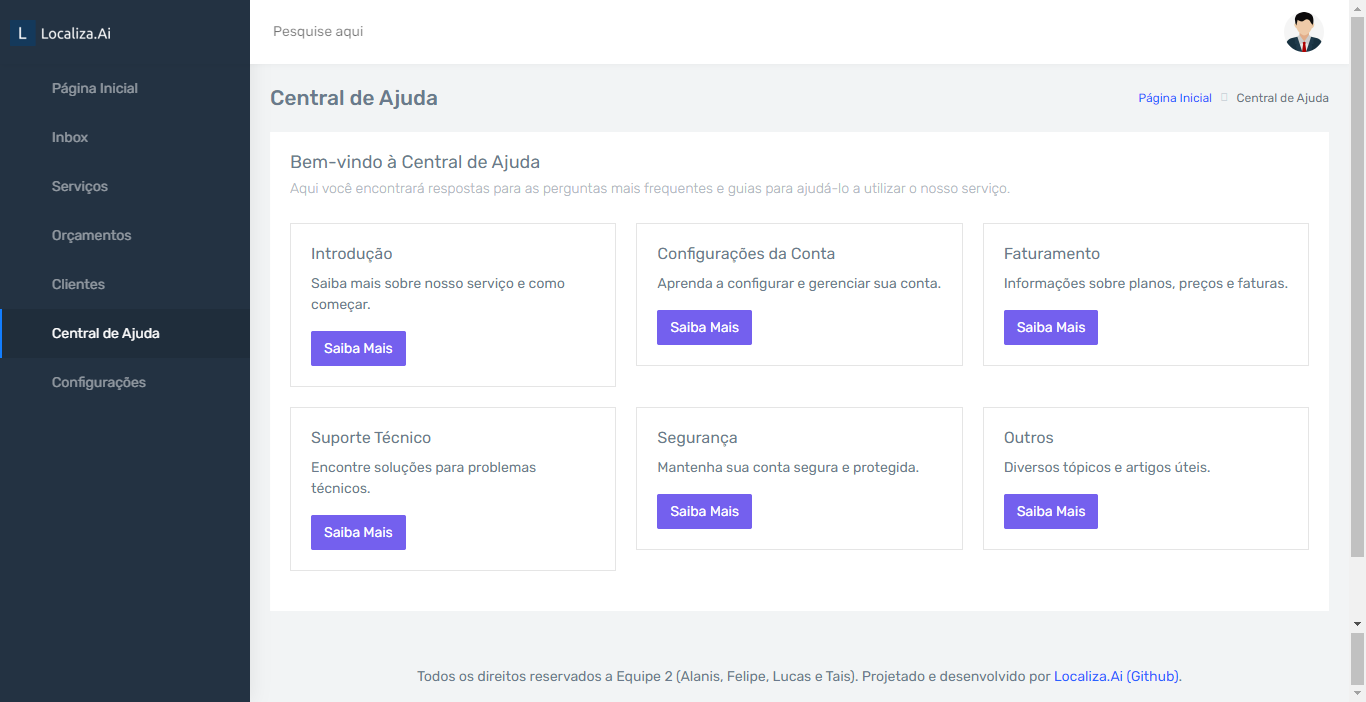 L Localiza.Ai
Pesquise aqui
Página Inicial
Inbox
Serviços
Orçamentos
Clientes
Central de Ajuda
Configurações
Central de Ajuda
Página Inicial Central de Ajuda
Bem-vindo à Central de Ajuda
Aqui você encontrará respostas para as perguntas mais frequentes e guias para ajudá-lo a utilizar o nosso serviço.
Introdução
Saiba mais sobre nosso serviço e como
começar.
Saiba Mais
Configurações da Conta
Aprenda a configurar e gerenciar sua conta.
Saiba Mais
Faturamento
Informações sobre planos, preços e faturas.
Saiba Mais
Suporte Técnico
Encontre soluções para problemas
técnicos.
Saiba Mais
Segurança
Mantenha sua conta segura e protegida.
Saiba Mais
Outros
Diversos tópicos e artigos úteis.
Saiba Mais
Todos os direitos reservados a Equipe 2 (Alanis, Felipe, Lucas e Tais). Projetado e desenvolvido por Localiza.Ai (Github).